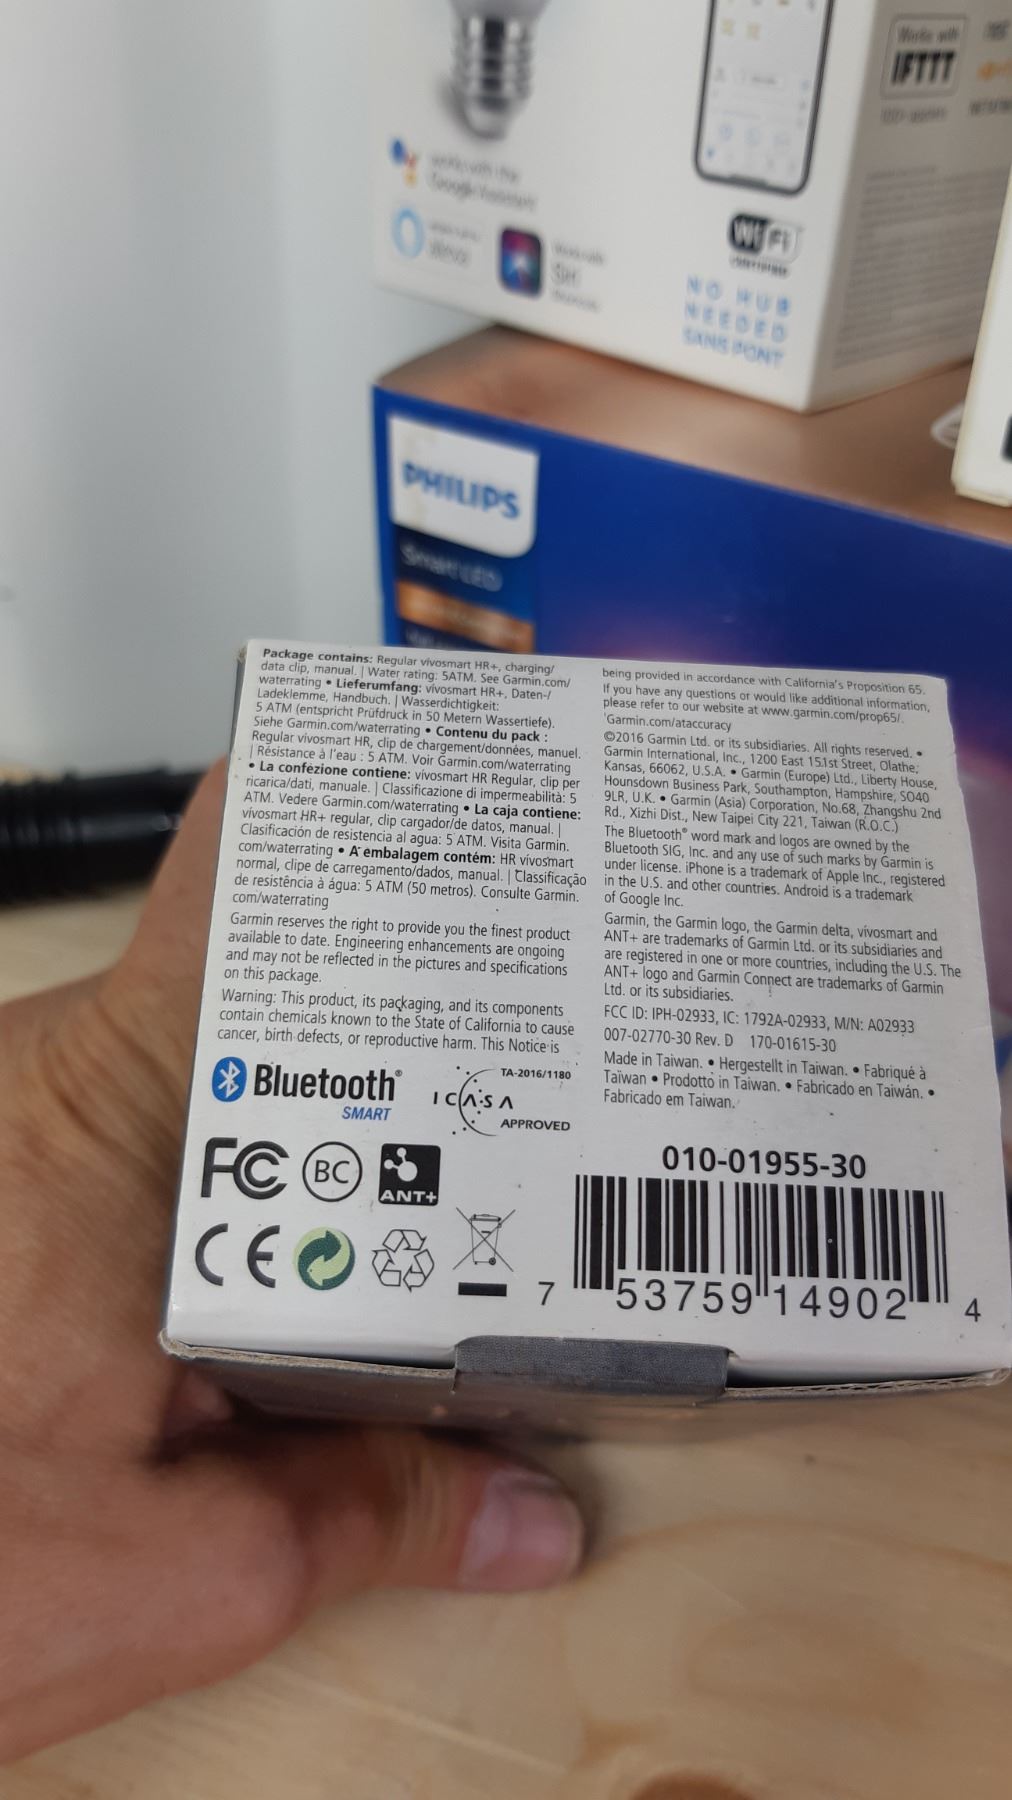 Works with
IFTTT
works with the
Google Assistant
Siri
WiFi
CERTIFIED
NO HUB
NEEDED
SANS PONT
PHILIPS
Smart LED
Package contains: Regular vívosmart HR+, charging/
data clip, manual. | Water rating: 5ATM. See Garmin.com/
waterrating • Lieferumfang: vívosmart HR+, Daten-/
Ladeklemme, Handbuch. | Wasserdichtigkeit:
5 ATM (entspricht Prüfdruck in 50 Metern Wassertiefe).
Siehe Garmin.com/waterrating • Contenu du pack :
Regular vívosmart HR, clip de chargement/données, manuel.
| Résistance à l'eau : 5 ATM. Voir Garmin.com/waterrating
• La confezione contiene: vívosmart HR Regular, clip per
ricarica/dati, manuale. | Classificazione di impermeabilità: 5
ATM. Vedere Garmin.com/waterrating • La caja contiene:
vívosmart HR+ regular, clip cargador/de datos, manual. |
Clasificación de resistencia al agua: 5 ATM. Visita Garmin.
com/waterrating • A embalagem contém: HR vívosmart
normal, clipe de carregamento/dados, manual. | Classificação
de resistência à água: 5 ATM (50 metros). Consulte Garmin.
com/waterrating
Garmin reserves the right to provide you the finest product
available to date. Engineering enhancements are ongoing
and may not be reflected in the pictures and specifications
on this package.
Warning: This product, its packaging, and its components
contain chemicals known to the State of California to cause
cancer, birth defects, or reproductive harm. This Notice is
being provided in accordance with California's Proposition 65.
If you have any questions or would like additional information,
please refer to our website at www.garmin.com/prop65/.
Garmin.com/ataccuracy
©2016 Garmin Ltd. or its subsidiaries. All rights reserved. •
Garmin International, Inc., 1200 East 151st Street, Olathe,
Kansas, 66062, U.S.A. • Garmin (Europe) Ltd., Liberty House,
Hounsdown Business Park, Southampton, Hampshire, SO40
9LR, U.K. • Garmin (Asia) Corporation, No.68, Zhangshu 2nd
Rd., Xizhi Dist., New Taipei City 221, Taiwan (R.O.C.)
The Bluetooth® word mark and logos are owned by the
Bluetooth SIG, Inc. and any use of such marks by Garmin is
under license. iPhone is a trademark of Apple Inc., registered
in the U.S. and other countries. Android is a trademark
of Google Inc.
Garmin, the Garmin logo, the Garmin delta, vívosmart and
ANT+ are trademarks of Garmin Ltd. or its subsidiaries and
are registered in one or more countries, including the U.S. The
ANT+ logo and Garmin Connect are trademarks of Garmin
Ltd. or its subsidiaries.
FCC ID: IPH-02933, IC: 1792A-02933, M/N: A02933
007-02770-30 Rev. D 170-01615-30
Made in Taiwan. • Hergestellt in Taiwan. • Fabriqué à
Taïwan • Prodotto in Taiwan. • Fabricado en Taiwán. •
Fabricado em Taiwan.
Bluetooth®
SMART
TA-2016/1180
ICASA
APPROVED
FC
BC
ANT+
CE
010-01955-30
7 53759 14902 4